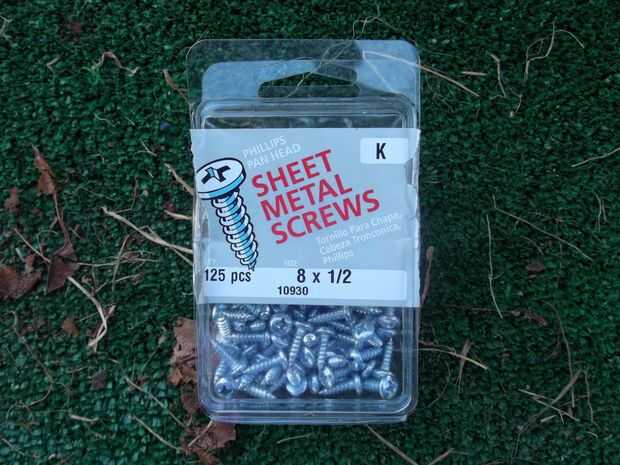 PHILLIPS
PAN HEAD
K
SHEET
METAL
SCREWS
Tornillo Para Chapa,
Cabeza Troncónica,
Phillips
SIZE
125 pcs 8 x 1/2
10930